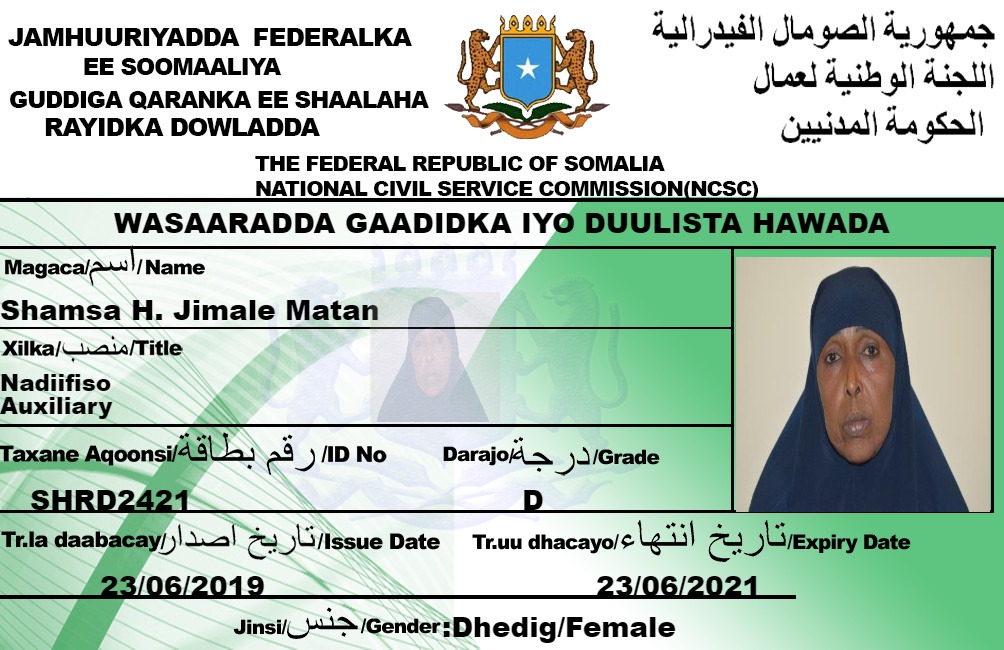 JAMHUURIYADDA FEDERALKA
EE SOOMAALIYA
GUDDIGA QARANKA EE SHAALAHA
RAYIDKA DOWLADDA
جمهورية الصومال الفيدرالية
اللجنة الوطنية لعمال
الحكومة المدنيين
THE FEDERAL REPUBLIC OF SOMALIA
NATIONAL CIVIL SERVICE COMMISSION(NCSC)
WASAARADDA GAADIDKA IYO DUULISTA HAWADA
Magaca/اسم/Name
Shamsa H. Jimale Matan
Xilka/منصب/Title
Nadiifiso
Auxiliary
Taxane Aqoonsi/رقم بطاقة/ID No
Darajo/درجة/Grade
SHRD2421
D
Tr.la daabacay/تاريخ اصدار/Issue Date
Tr.uu dhacayo/تاريخ انتهاء/Expiry Date
23/06/2019
23/06/2021
Jinsi/جنس/Gender:Dhedig/Female